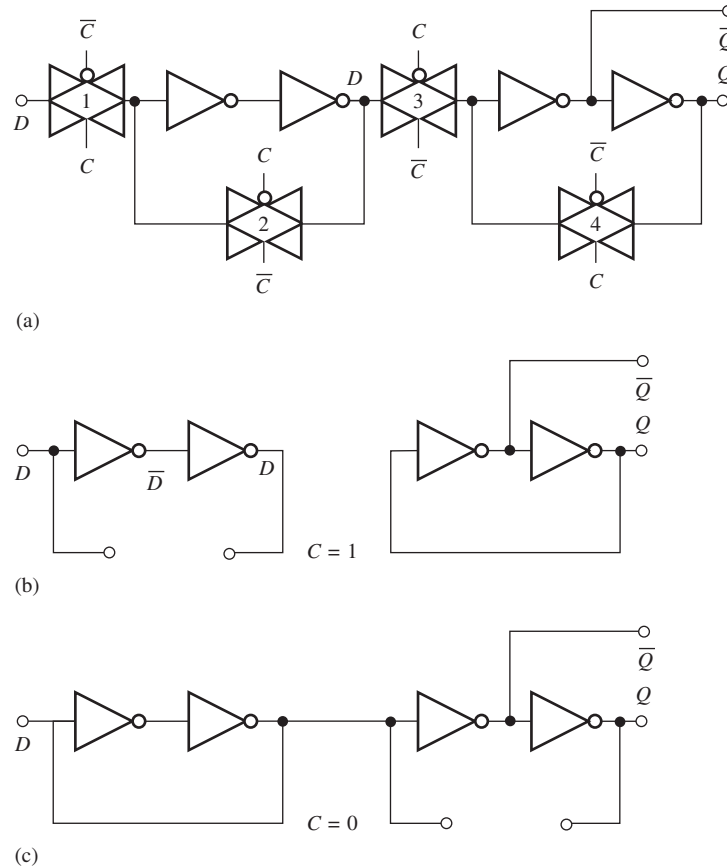 C̅ C C̅
D 1 D 3 Q
C C C̅ C̅
2 4
C̅ C
(a)
Q̅
Q
D D̅ D
C = 1
(b)
Q̅
Q
D
C = 0
(c)